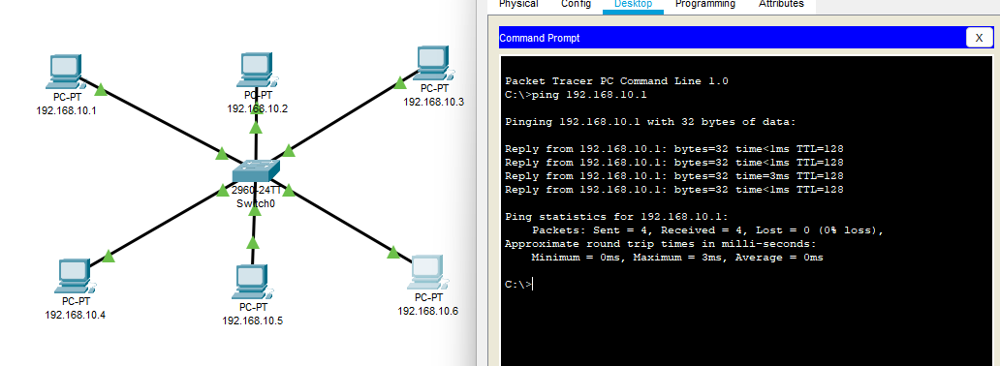 Physical Config Desktop Programming Attributes
Command Prompt
X
PC-PT
192.168.10.1
PC-PT
192.168.10.2
PC-PT
192.168.10.3
2960-24TT
Switch0
PC-PT
192.168.10.4
PC-PT
192.168.10.5
PC-PT
192.168.10.6
Packet Tracer PC Command Line 1.0
C:\>ping 192.168.10.1
Pinging 192.168.10.1 with 32 bytes of data:
Reply from 192.168.10.1: bytes=32 time<1ms TTL=128
Reply from 192.168.10.1: bytes=32 time<1ms TTL=128
Reply from 192.168.10.1: bytes=32 time=3ms TTL=128
Reply from 192.168.10.1: bytes=32 time<1ms TTL=128
Ping statistics for 192.168.10.1:
Packets: Sent = 4, Received = 4, Lost = 0 (0% loss),
Approximate round trip times in milli-seconds:
Minimum = 0ms, Maximum = 3ms, Average = 0ms
C:\>